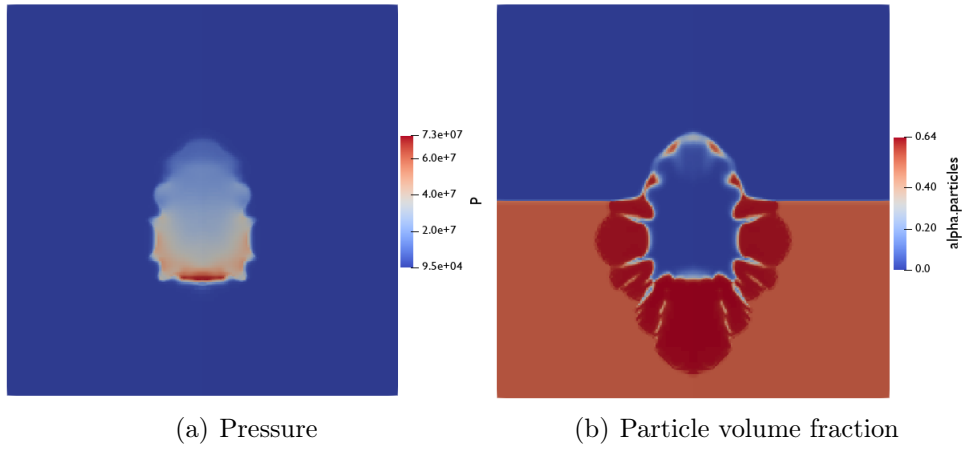 7.3e+07
6.0e+7
4.0e+7
2.0e+7
9.5e+04
P
0.64
0.40
0.20
0.0
alpha.particles
(a) Pressure
(b) Particle volume fraction